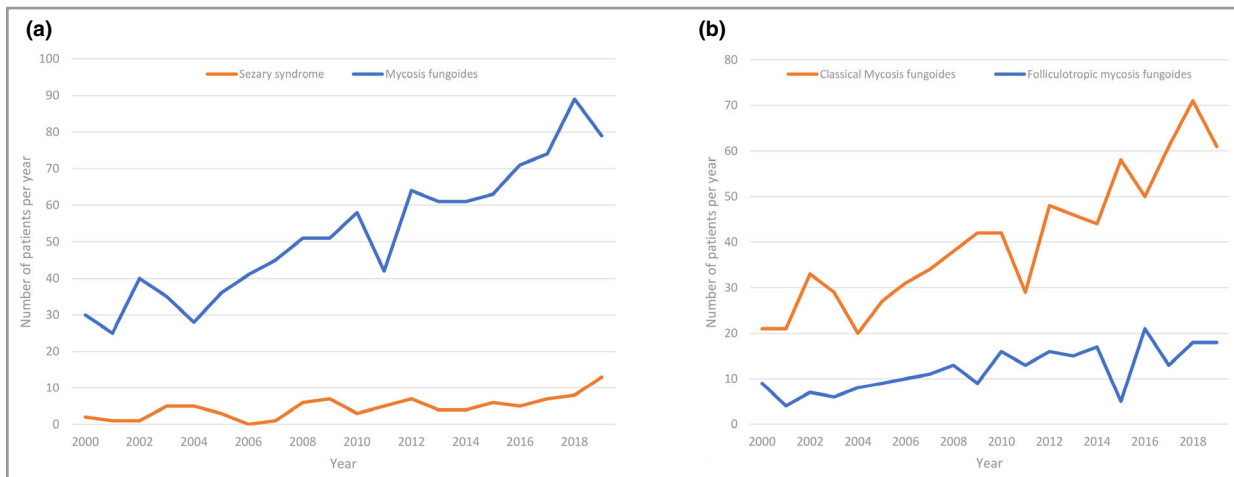 (a)
100
Sezary syndrome Mycosis fungoides
90
80
70
60
50
40
30
20
10
0
Number of patients per year
2000 2002 2004 2006 2008 2010 2012 2014 2016 2018
Year
(b)
80
Classical Mycosis fungoides Folliculotropic mycosis fungoides
70
60
50
40
30
20
10
0
Number of patients per year
2000 2002 2004 2006 2008 2010 2012 2014 2016 2018
Year